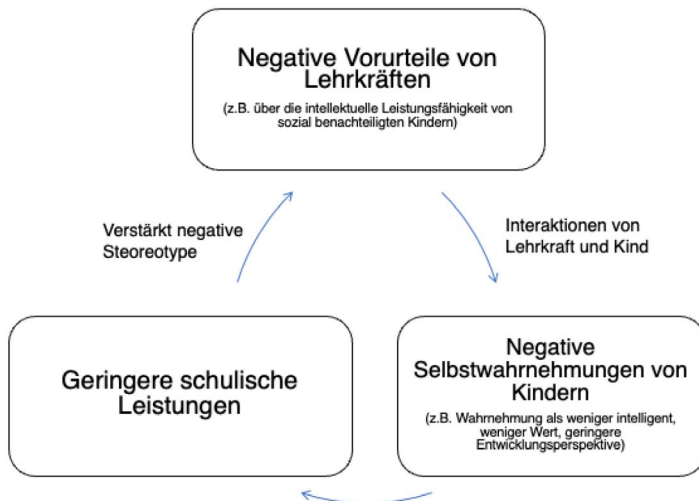 Negative Vorurteile von
Lehrkräften
(z.B. über die intellektuelle Leistungsfähigkeit von
sozial benachteiligten Kindern)
Verstärkt negative
Steoreotype
Interaktionen von
Lehrkraft und Kind
Geringere schulische
Leistungen
Negative
Selbstwahrnehmungen von
Kindern
(z.B. Wahrnehmung als weniger intelligent,
weniger Wert, geringere
Entwicklungsperspektive)